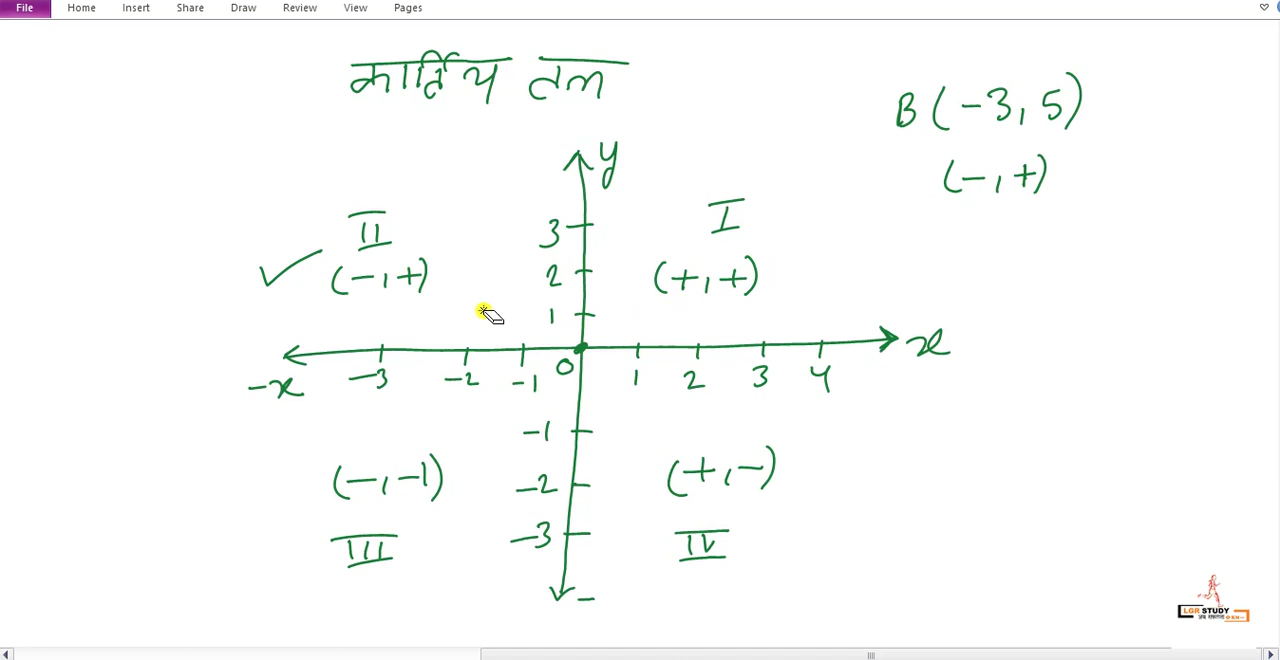 File Home Insert Share Draw Review View Pages
कार्तिय तल
B(-3, 5)
(-, +)
y
II
I
(-, +)
(+, +)
3
2
1
x
-x
-3 -2 -1 0 1 2 3 4
-1
(-, -1)
(+, -)
-2
-3
III
IV
-
LGR STUDY